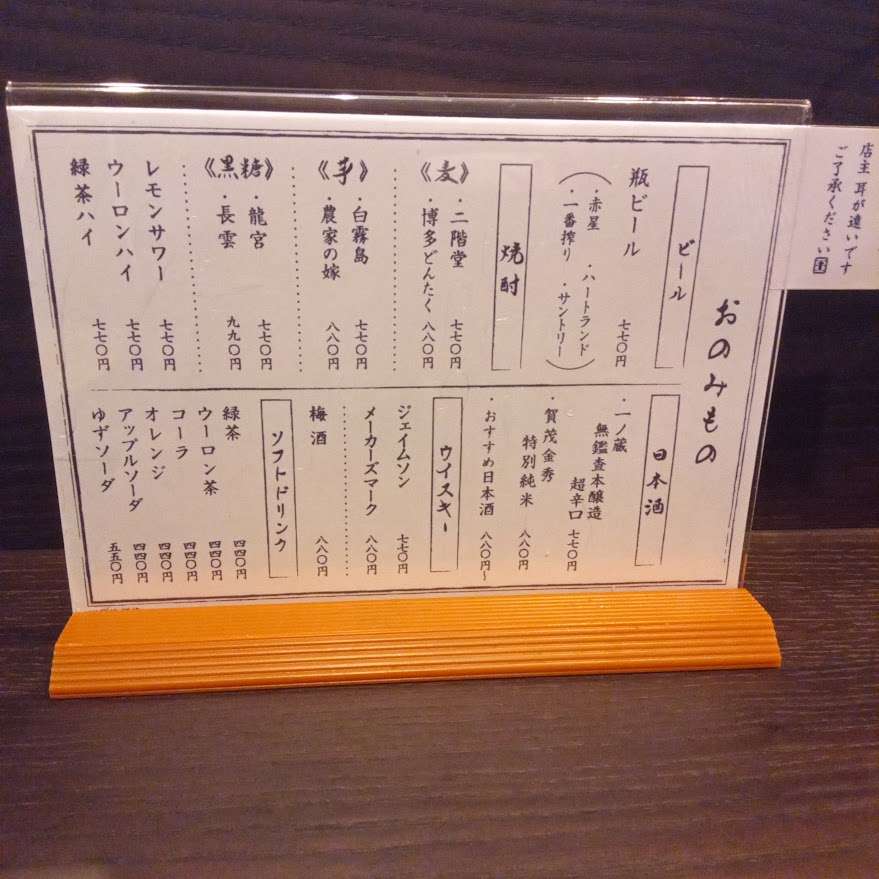 おのみもの
ビール
瓶ビール 七七〇円
（・赤星 ・ハートランド
・一番搾り ・サントリー）
焼酎
《麦》・二階堂 七七〇円
・博多どんたく 八八〇円
《芋》・白霧島 七七〇円
・農家の嫁 八八〇円
《黒糖》・龍宮 七七〇円
・長雲 九九〇円
レモンサワー 七七〇円
ウーロンハイ 七七〇円
緑茶ハイ 七七〇円
日本酒
・一ノ蔵
無鑑査本醸造
超辛口 七七〇円
・賀茂金秀
特別純米 八八〇円
・おすすめ日本酒 八八〇円~
ウイスキー
ジェイムソン 七七〇円
メーカーズマーク 八八〇円
梅酒 八八〇円
ソフトドリンク
緑茶 四四〇円
ウーロン茶 四四〇円
コーラ 四四〇円
オレンジ 四四〇円
アップルソーダ 四四〇円
ゆずソーダ 五五〇円
店主 耳が遠いです
ご了承ください